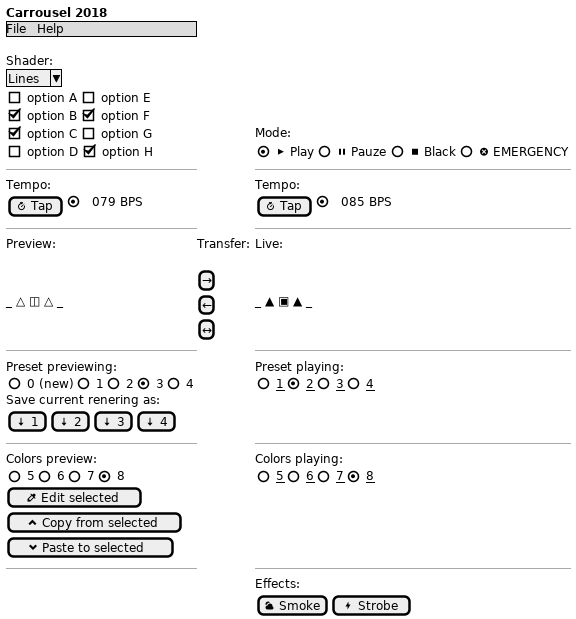 Carrousel 2018
File Help
Shader:
Lines ▼
option A option E
option B option F
option C option G
option D option H
Mode:
Play Pauze Black EMERGENCY
Tempo:
Tap 079 BPS
Tempo:
Tap 085 BPS
Preview:
_ △ ◫ △ _
Transfer:
→
←
↔
Live:
_ ▲ ▣ ▲ _
Preset previewing:
0 (new) 1 2 3 4
Save current renering as:
↓ 1 ↓ 2 ↓ 3 ↓ 4
Preset playing:
1 2 3 4
Colors preview:
5 6 7 8
Edit selected
Copy from selected
Paste to selected
Colors playing:
5 6 7 8
Effects:
Smoke Strobe